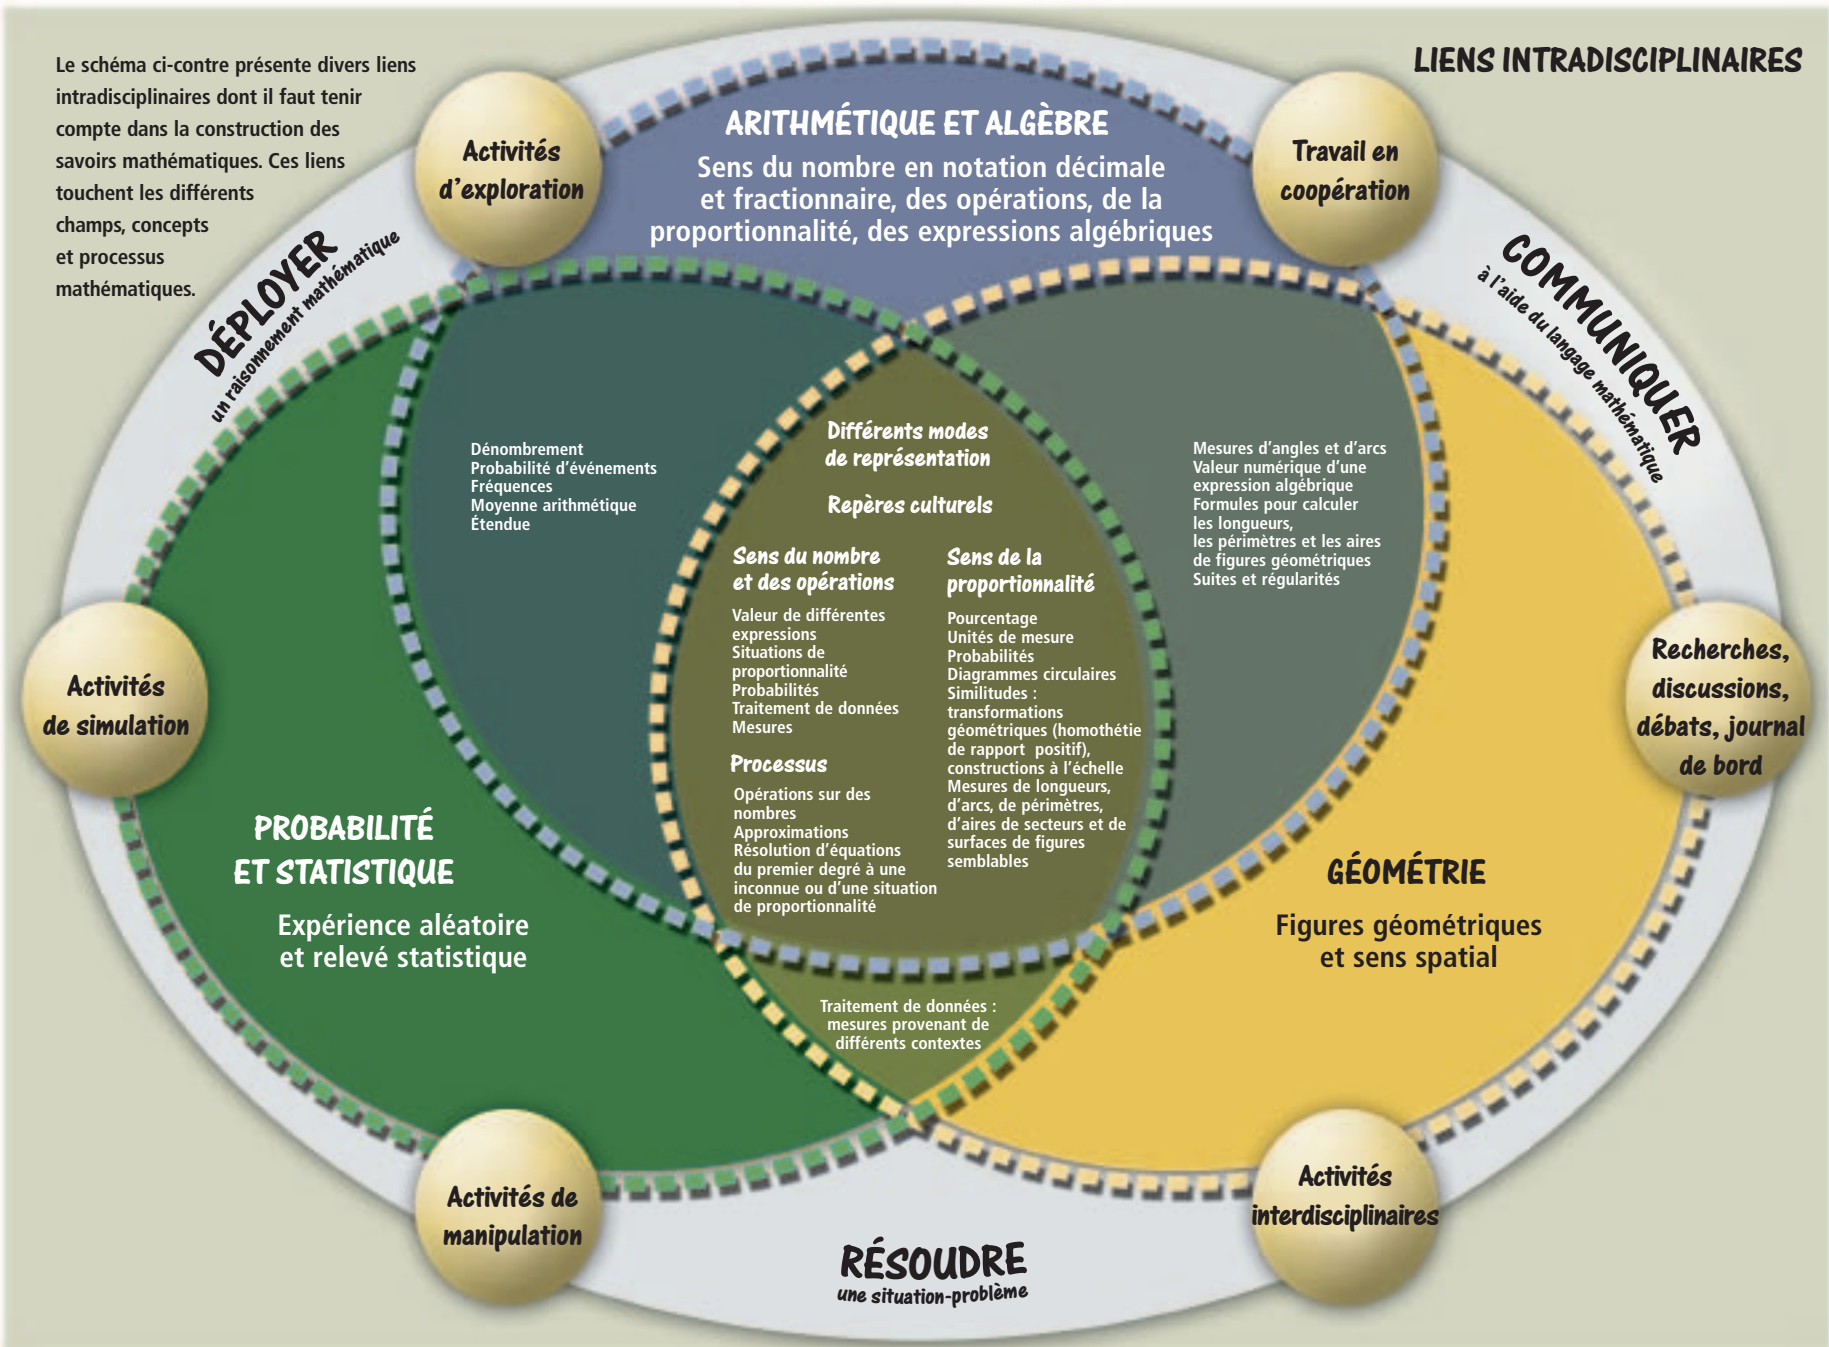 LIENS INTRADISCIPLINAIRES
Le schéma ci-contre présente divers liens
intradisciplinaires dont il faut tenir
compte dans la construction des
savoirs mathématiques. Ces liens
touchent les différents
champs, concepts
et processus
mathématiques.
Activités
d'exploration
Travail en
coopération
DÉPLOYER
un raisonnement mathématique
COMMUNIQUER
à l'aide du langage mathématique
ARITHMÉTIQUE ET ALGÈBRE
Sens du nombre en notation décimale
et fractionnaire, des opérations, de la
proportionnalité, des expressions algébriques
Dénombrement
Probabilité d'événements
Fréquences
Moyenne arithmétique
Étendue
Différents modes
de représentation
Repères culturels
Sens du nombre
et des opérations
Valeur de différentes
expressions
Situations de
proportionnalité
Probabilités
Traitement de données
Mesures
Processus
Opérations sur des
nombres
Approximations
Résolution d'équations
du premier degré à une
inconnue ou d'une situation
de proportionnalité
Sens de la
proportionnalité
Pourcentage
Unités de mesure
Probabilités
Diagrammes circulaires
Similitudes :
transformations
géométriques (homothétie
de rapport positif),
constructions à l'échelle
Mesures de longueurs,
d'arcs, de périmètres,
d'aires de secteurs et de
surfaces de figures
semblables
Mesures d'angles et d'arcs
Valeur numérique d'une
expression algébrique
Formules pour calculer
les longueurs,
les périmètres et les aires
de figures géométriques
Suites et régularités
Activités
de simulation
Recherches,
discussions,
débats, journal
de bord
PROBABILITÉ
ET STATISTIQUE
Expérience aléatoire
et relevé statistique
GÉOMÉTRIE
Figures géométriques
et sens spatial
Traitement de données :
mesures provenant de
différents contextes
Activités de
manipulation
Activités
interdisciplinaires
RÉSOUDRE
une situation-problème